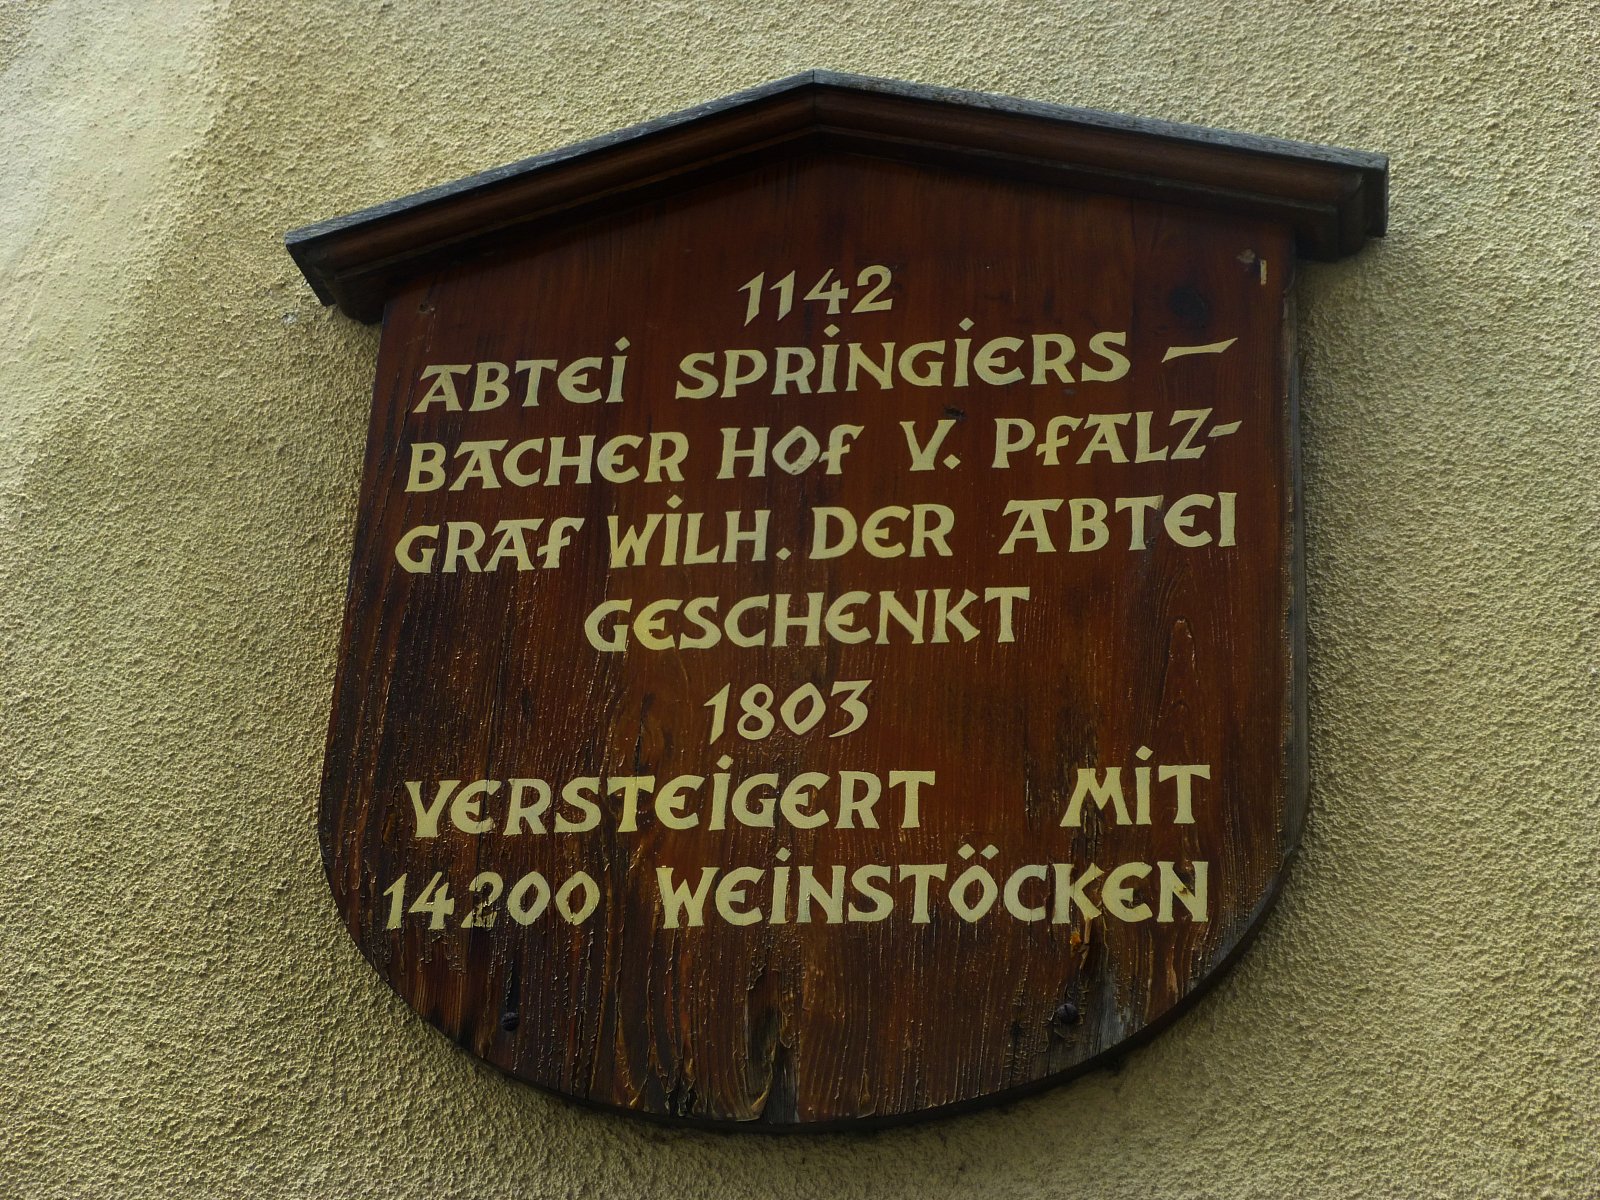 1142
ABTEI SPRINGIERS –
BACHER HOF V. PFALZ-
GRAF WILH. DER ABTEI
GESCHENKT
1803
VERSTEIGERT MIT
14200 WEINSTÖCKEN